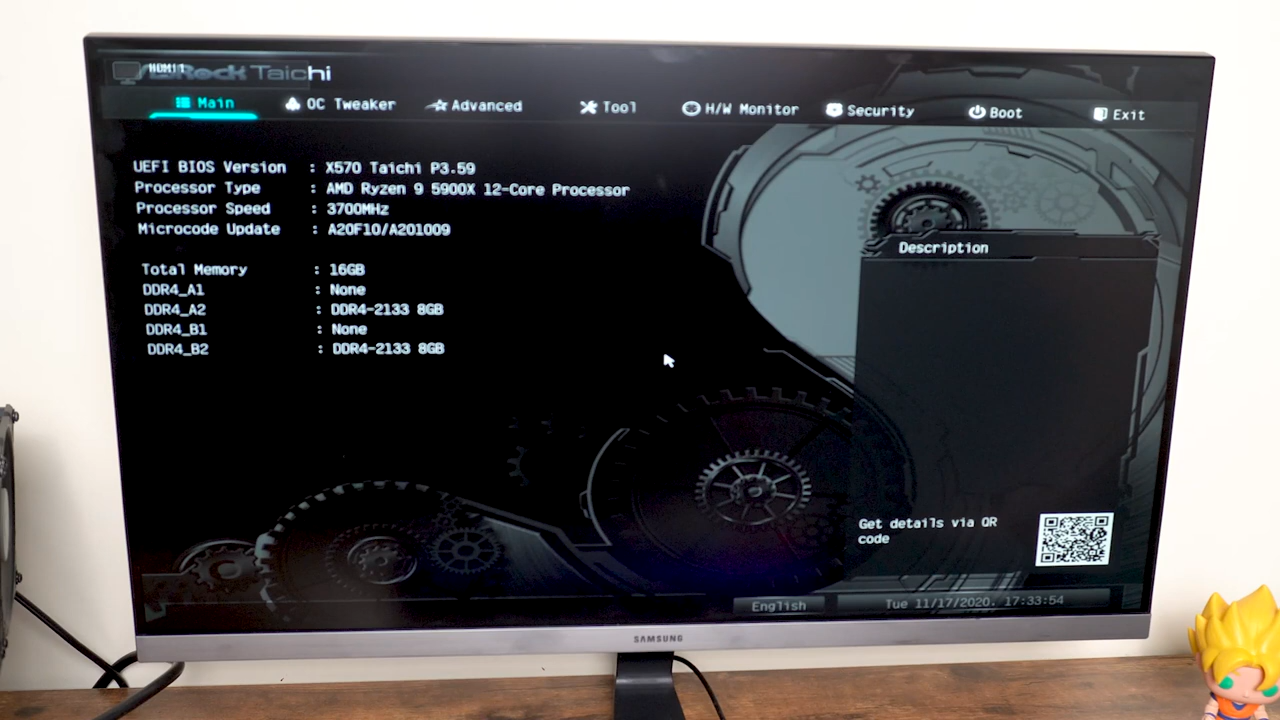 HDMI1
Rock Taichi
Main OC Tweaker Advanced Tool H/W Monitor Security Boot Exit
UEFI BIOS Version : X570 Taichi P3.59
Processor Type : AMD Ryzen 9 5900X 12-Core Processor
Processor Speed : 3700MHz
Microcode Update : A20F10/A201009
Total Memory : 16GB
DDR4_A1 : None
DDR4_A2 : DDR4-2133 8GB
DDR4_B1 : None
DDR4_B2 : DDR4-2133 8GB
Description
Get details via QR
code
English Tue 11/17/2020. 17:33:54
SAMSUNG